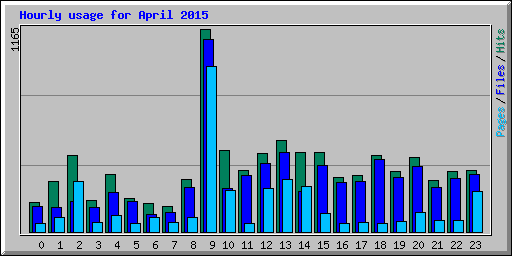 Hourly usage for April 2015
1165
Pages / Files / Hits
0 1 2 3 4 5 6 7 8 9 10 11 12 13 14 15 16 17 18 19 20 21 22 23